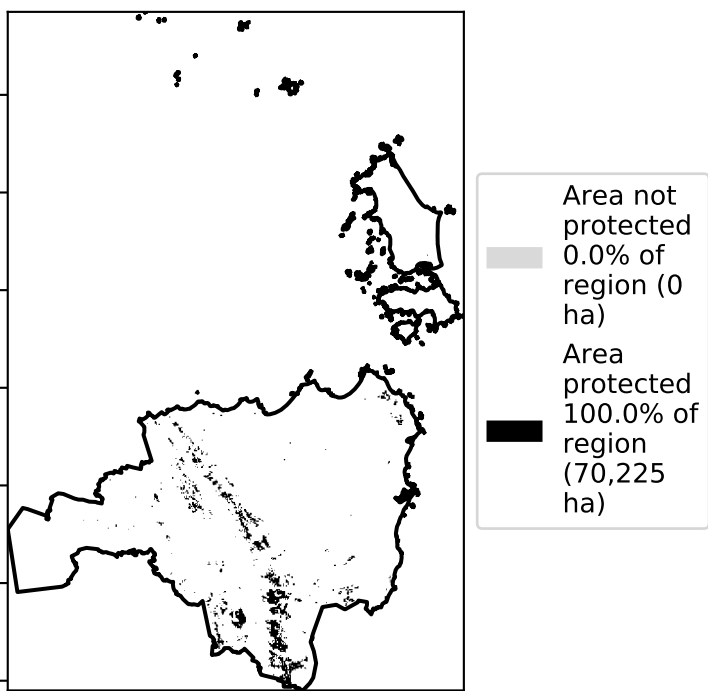 Area not
protected
0.0% of
region (0
ha)
Area
protected
100.0% of
region
(70,225
ha)